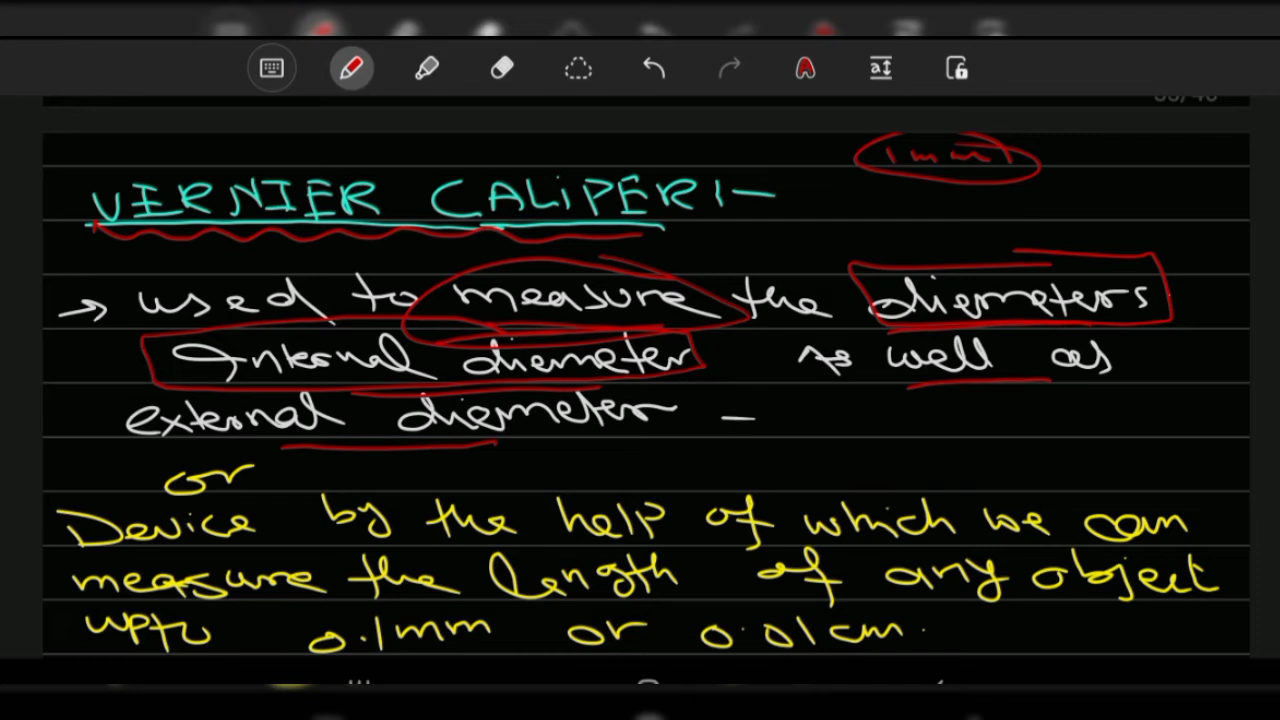 1mm
VERNIER CALIPER:-
→ used to measure the diameters
Internal diameter as well as
external diameter -
or
Device by the help of which we can
measure the length of any object
upto 0.1mm or 0.01cm.